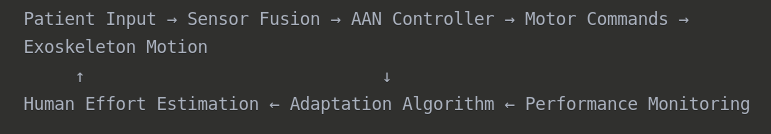 Patient Input → Sensor Fusion → AAN Controller → Motor Commands →
Exoskeleton Motion
↑ ↓
Human Effort Estimation ← Adaptation Algorithm ← Performance Monitoring